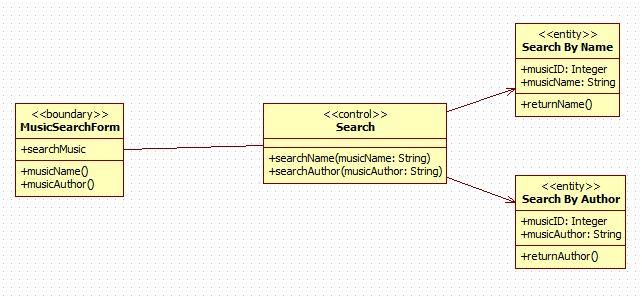 <<boundary>>
MusicSearchForm
+searchMusic
+musicName()
+musicAuthor()
<<control>>
Search
+searchName(musicName: String)
+searchAuthor(musicAuthor: String)
<<entity>>
Search By Name
+musicID: Integer
+musicName: String
+returnName()
<<entity>>
Search By Author
+musicID: Integer
+musicAuthor: String
+returnAuthor()